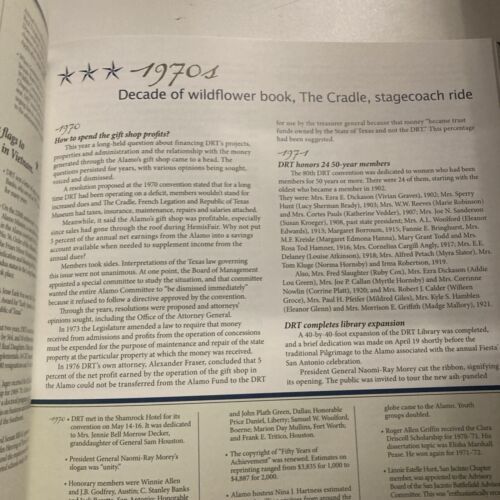 1970s
Decade of wildflower book, The Cradle, stagecoach ride
1970
How to spend the gift shop profits?
This year a long-held question about financing DRT's projects,
properties and administration and the relationship with the money
generated through the Alamo's gift shop came to a head. The
questions persisted for years, with various opinions being sought,
voiced and dismissed.
A resolution proposed at the 1970 convention stated that for a long
time DRT had been operating on a deficit, members wouldn't stand for
increased dues and The Cradle, French Legation and Republic of Texas
Museum had taxes, insurance, maintenance, repairs and salaries attached.
Meanwhile, it said the Alamo's gift shop was profitable, especially
since sales had gone through the roof during HemisFair. Why not put
5 percent of the annual net earnings from the Alamo into a savings
account available when needed to supplement income from the
annual dues?
Members took sides. Interpretations of the Texas law governing
this issue were not unanimous. At one point, the Board of Management
appointed a special committee to study the situation, and that committee
wanted the entire Alamo Committee to "be dismissed immediately"
because it refused to follow a directive approved by the convention.
Through the years, resolutions were proposed and attorneys'
opinions sought, including the Office of the Attorney General.
In 1973 the Legislature amended a law to require that money
received from admissions and profits from the operation of concessions
must be expended for the purpose of maintenance and repair of the state
property at the particular property at which the money was received.
In 1976 DRT's own attorney, Alexander Fraser, concluded that 5
percent of the net profit earned by the operation of the gift shop in
the Alamo could not be transferred from the Alamo Fund to the DRT
for use by the treasurer general because that money "became trust
funds owned by the State of Texas and not the DRT." This percentage
had been suggested.
1971
DRT honors 24 50-year members
The 80th DRT convention was dedicated to women who had been
members for 50 years or more. There were 24 of them, starting with the
oldest who became a member in 1902.
They were: Mrs. Ezra E. Dickason (Vivian Graves), 1902; Mrs. Sperry
Hunt (Lucy Sherman Brady), 1903, Mrs. W.W. Reeves (Marie Robinson)
and Mrs. Cortes Pauls (Katherine Vedder), 1907; Mrs. Joe N. Sanderson
(Susan Kroeger), 1908, past state president; Mrs. A.L. Woolford (Eleanor
Edwards), 1913; Margaret Borroum, 1915; Fannie E. Bringhurst, Mrs.
M.F. Kreisle (Margaret Edmona Hanna), Mary Grant Todd and Mrs.
Ross Tod Hammer, 1916; Mrs. Cornelius Cargill Angly, 1917; Mrs. E.E.
Delaney (Louise Atkinson), 1918; Mrs. Alfred Petsch (Myra Slator), Mrs.
Tom Kluge (Norma Hornby) and Irma Robertson, 1919.
Also, Mrs. Fred Slaughter (Ruby Cox), Mrs. Ezra Dickason (Addie
Lou Green), Mrs. Joe P. Callan (Myrtle Hornby) and Mrs. Corrinne
Nowlin (Corrine Platt), 1920; and Mrs. Robert J. Calder (Willeen
Groce), Mrs. Paul H. Pfeifer (Mildred Giles), Mrs. Kyle S. Hamblen
(Eleanor Glenn) and Mrs. Morrison E. Griffith (Madge Mallory), 1921.
DRT completes library expansion
A 40-by-40-foot expansion of the DRT Library was completed,
and a brief dedication was made on April 19 shortly before the
traditional Pilgrimage to the Alamo associated with the annual Fiesta
San Antonio celebration.
President General Naomi-Ray Morey cut the ribbon, signifying
its opening. The public was invited to tour the new ash-paneled
1970 • DRT met in the Shamrock Hotel for its
convention on May 14-16. It was dedicated
to Mrs. Jennie Bell Morrow Decker,
granddaughter of General Sam Houston.
• President General Naomi-Ray Morey's
slogan was "unity."
• Honorary members were Winnie Allen
and J.B. Godfrey, Austin; C. Stanley Banks
and John Plath Green, Dallas; Honorable
Price Daniel, Liberty; Samuel W. Woolford,
Boerne; Marion Day Mullins, Fort Worth,
and Frank E. Tritico, Houston.
• The copyright of "Fifty Years of
Achievement" was renewed. Estimates on
reprinting ranged from $3,835 for 1,000 to
$4,887 for 2,000.
• Alamo hostess Nina I. Hartness estimated
globe came to the Alamo. Youth
groups doubled.
• Roger Allen Griffin received the Clara
Driscoll Scholarship for 1970-71. His
dissertation topic was Elisha Marshall
Pease. He won again for 1971-72.
• Linnie Estelle Hunt, San Jacinto Chapter
member, was appointed to the Advisory
Board of the San Jacinto Battlefield Advisory